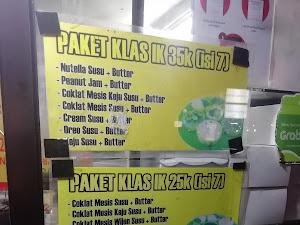 PAKET KLAS IK 35k (isi 7)
- Nutella Susu + Butter
- Peanut Jam + Butter
- Coklat Mesis Keju Susu + Butter
- Coklat Mesis Susu + Butter
- Cream Susu + Butter
- Oreo Susu + Butter
- Keju Susu + Butter
PAKET KLAS IK 25k (isi 7)
- Coklat Mesis Susu + Butter
- Coklat Mesis Keju Susu + Butter
- Coklat Mesis Wijen Susu + Butter
Grab